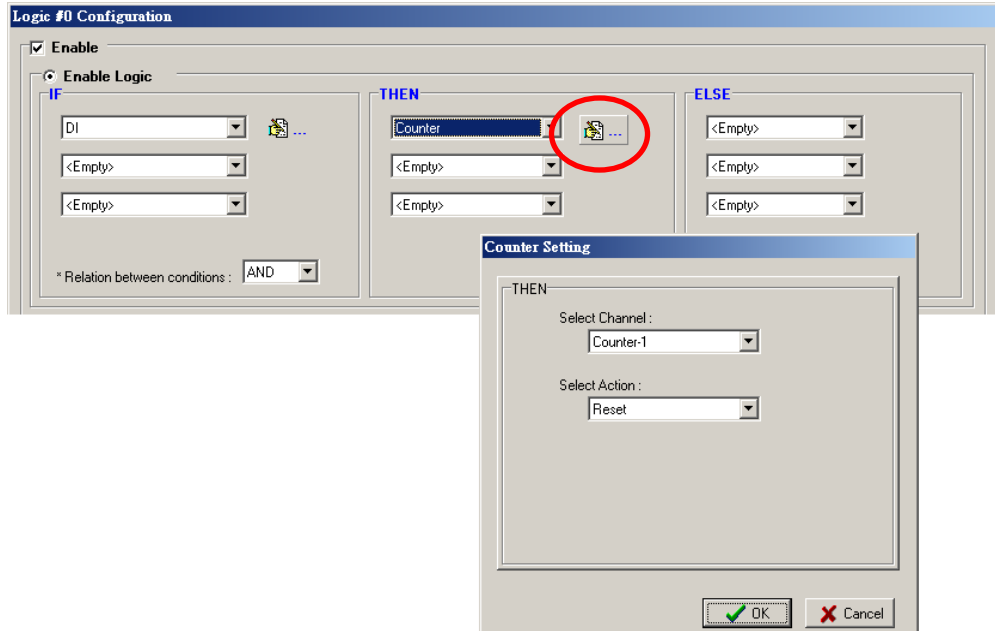 Logic #0 Configuration
Enable
Enable Logic
IF
THEN
ELSE
DI
...
Counter
...
<Empty>
<Empty>
<Empty>
<Empty>
<Empty>
<Empty>
<Empty>
* Relation between conditions :
AND
Counter Setting
THEN
Select Channel :
Counter-1
Select Action :
Reset
OK
Cancel